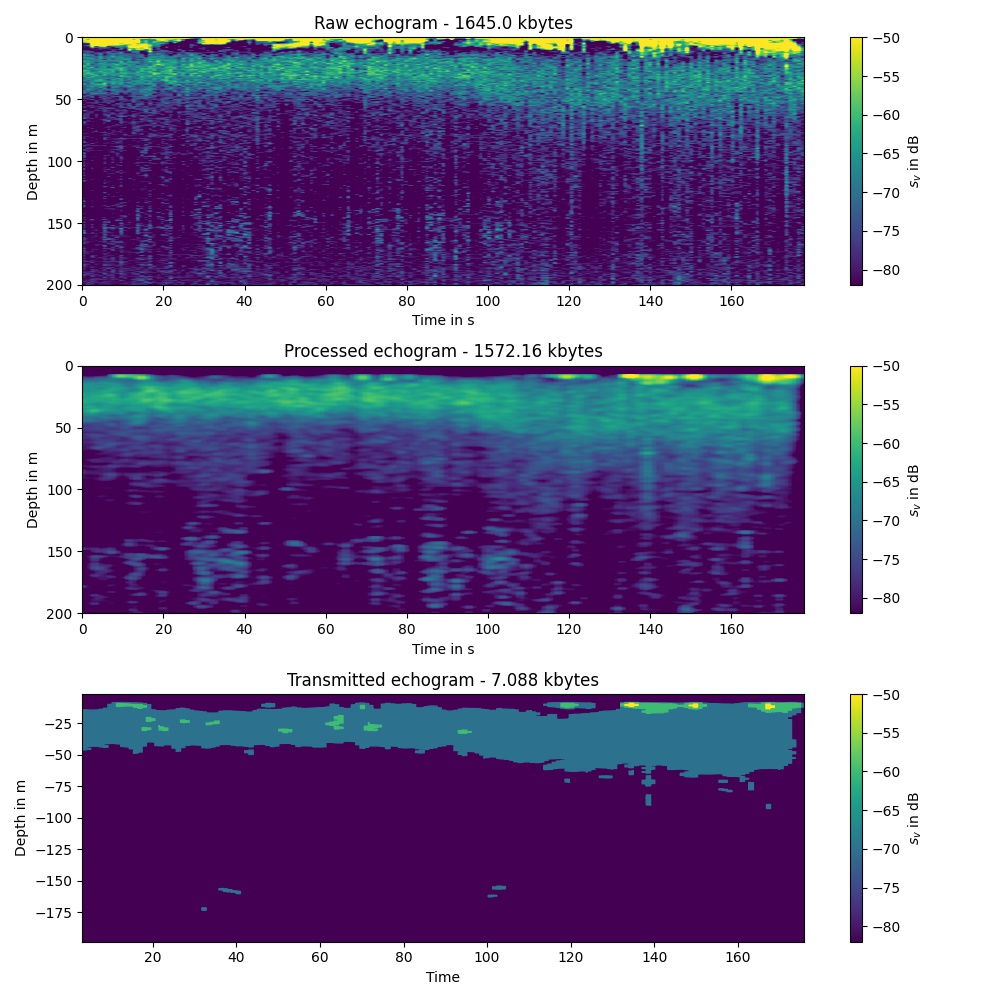 Raw echogram - 1645.0 kbytes
0
50
100
150
200
Depth in m
0 20 40 60 80 100 120 140 160
Time in s
−50
−55
−60
−65
−70
−75
−80
sv in dB
Processed echogram - 1572.16 kbytes
0
50
100
150
200
Depth in m
0 20 40 60 80 100 120 140 160
Time in s
−50
−55
−60
−65
−70
−75
−80
sv in dB
Transmitted echogram - 7.088 kbytes
−25
−50
−75
−100
−125
−150
−175
Depth in m
20 40 60 80 100 120 140 160
Time
−50
−55
−60
−65
−70
−75
−80
sv in dB